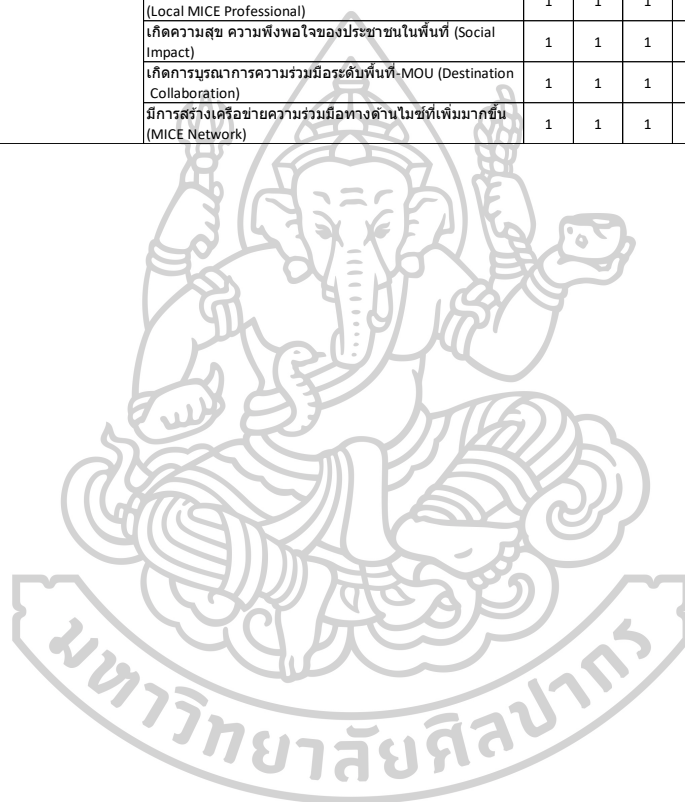 (Local MICE Professional) 1 1 1
เกิดความสุข ความพึงพอใจของประชาชนในพื้นที่ (Social
Impact) 1 1 1
เกิดการบูรณาการความร่วมมือระดับพื้นที่-MOU (Destination
Collaboration) 1 1 1
มีการสร้างเครือข่ายความร่วมมือทางด้านไมซ์ที่เพิ่มมากขึ้น
(MICE Network) 1 1 1
มหาวิทยาลัยศิลปากร